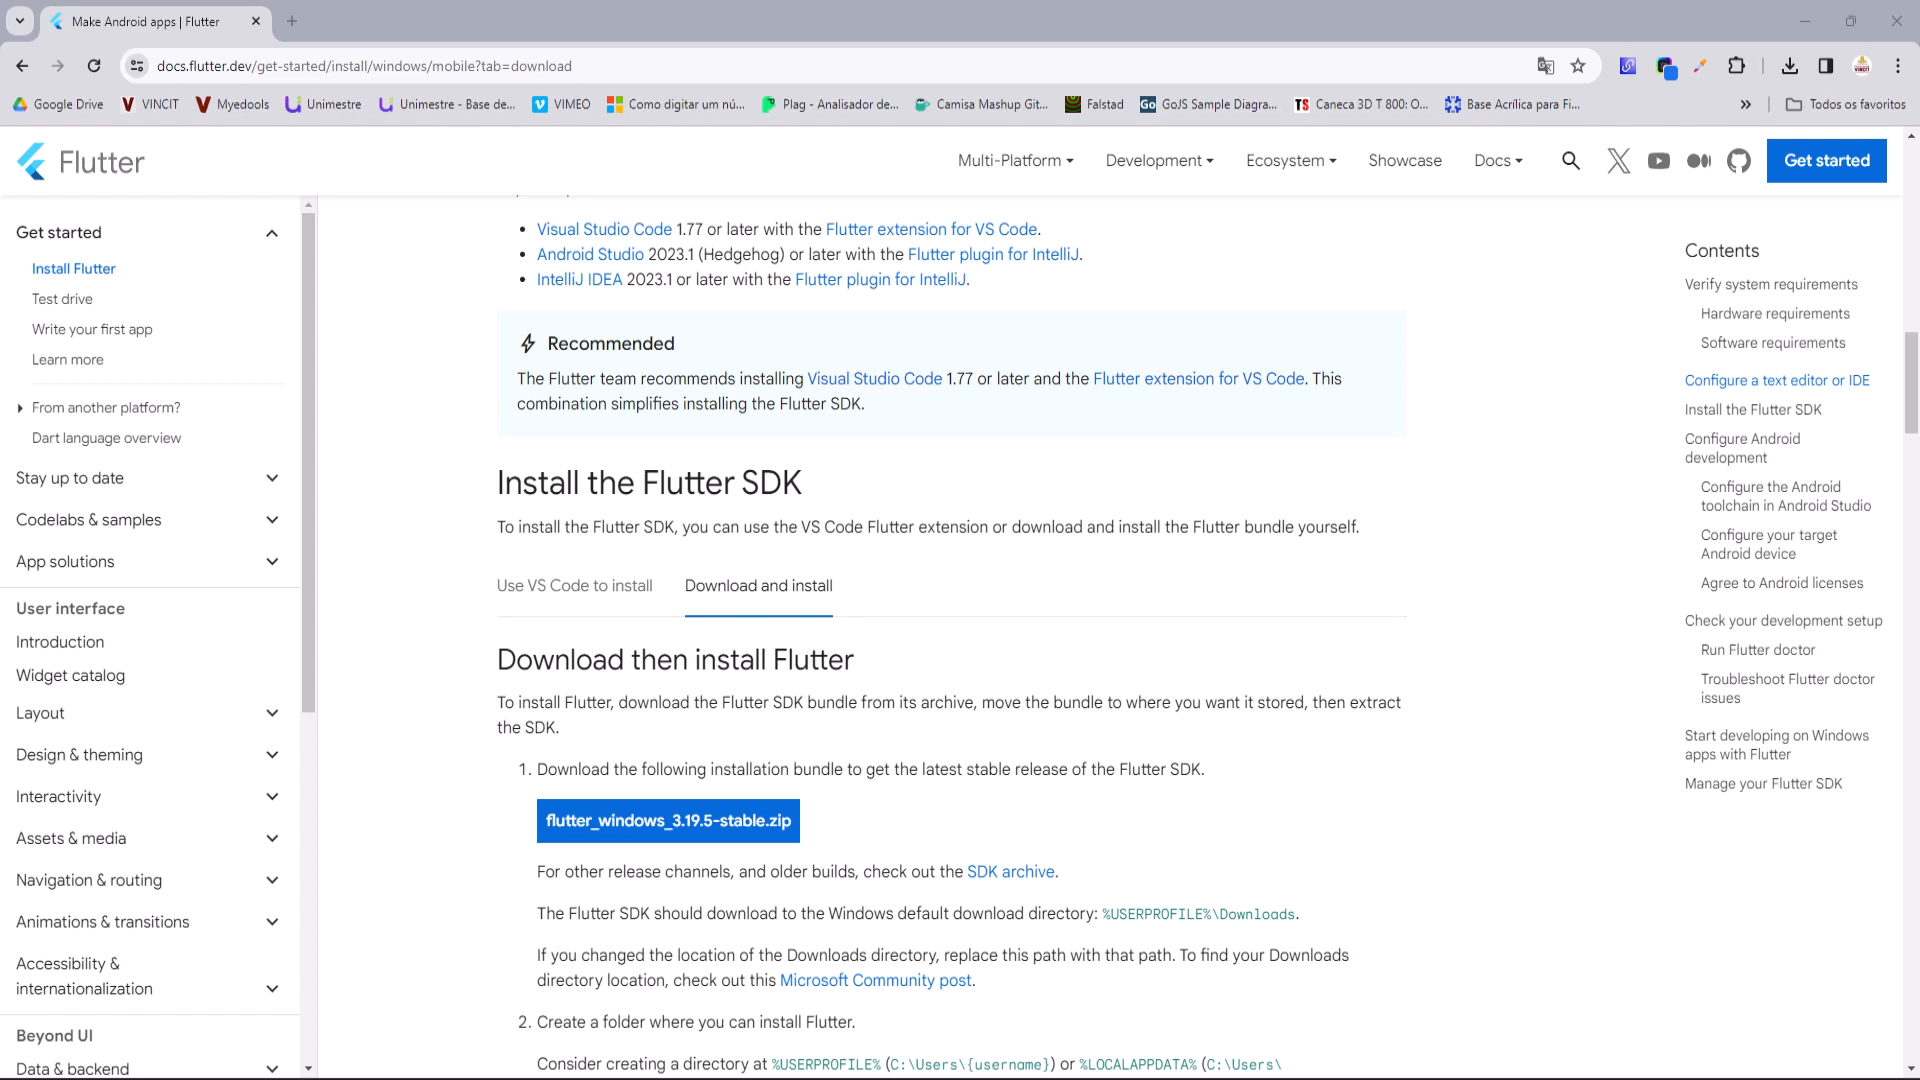 Make Android apps | Flutter
docs.flutter.dev/get-started/install/windows/mobile?tab=download
Google Drive
VINCIT
Myedools
Unimestre
Unimestre - Base de...
VIMEO
Como digitar um nú...
Plag - Analisador de...
Camisa Mashup Git...
Falstad
GoJS Sample Diagra...
Caneca 3D T 800: O...
Base Acrílica para Fi...
Todos os favoritos
Flutter
Multi-Platform
Development
Ecosystem
Showcase
Docs
Get started
Get started
Install Flutter
Test drive
Write your first app
Learn more
From another platform?
Dart language overview
Stay up to date
Codelabs & samples
App solutions
User interface
Introduction
Widget catalog
Layout
Design & theming
Interactivity
Assets & media
Navigation & routing
Animations & transitions
Accessibility &
internationalization
Beyond UI
Data & backend
• Visual Studio Code 1.77 or later with the Flutter extension for VS Code.
• Android Studio 2023.1 (Hedgehog) or later with the Flutter plugin for IntelliJ.
• IntelliJ IDEA 2023.1 or later with the Flutter plugin for IntelliJ.
Recommended
The Flutter team recommends installing Visual Studio Code 1.77 or later and the Flutter extension for VS Code. This
combination simplifies installing the Flutter SDK.
Install the Flutter SDK
To install the Flutter SDK, you can use the VS Code Flutter extension or download and install the Flutter bundle yourself.
Use VS Code to install
Download and install
Download then install Flutter
To install Flutter, download the Flutter SDK bundle from its archive, move the bundle to where you want it stored, then extract
the SDK.
1. Download the following installation bundle to get the latest stable release of the Flutter SDK.
flutter_windows_3.19.5-stable.zip
For other release channels, and older builds, check out the SDK archive.
The Flutter SDK should download to the Windows default download directory: %USERPROFILE%\Downloads.
If you changed the location of the Downloads directory, replace this path with that path. To find your Downloads
directory location, check out this Microsoft Community post.
2. Create a folder where you can install Flutter.
Consider creating a directory at %USERPROFILE% (C:\Users\{username}) or %LOCALAPPDATA% (C:\Users\
Contents
Verify system requirements
Hardware requirements
Software requirements
Configure a text editor or IDE
Install the Flutter SDK
Configure Android
development
Configure the Android
toolchain in Android Studio
Configure your target
Android device
Agree to Android licenses
Check your development setup
Run Flutter doctor
Troubleshoot Flutter doctor
issues
Start developing on Windows
apps with Flutter
Manage your Flutter SDK